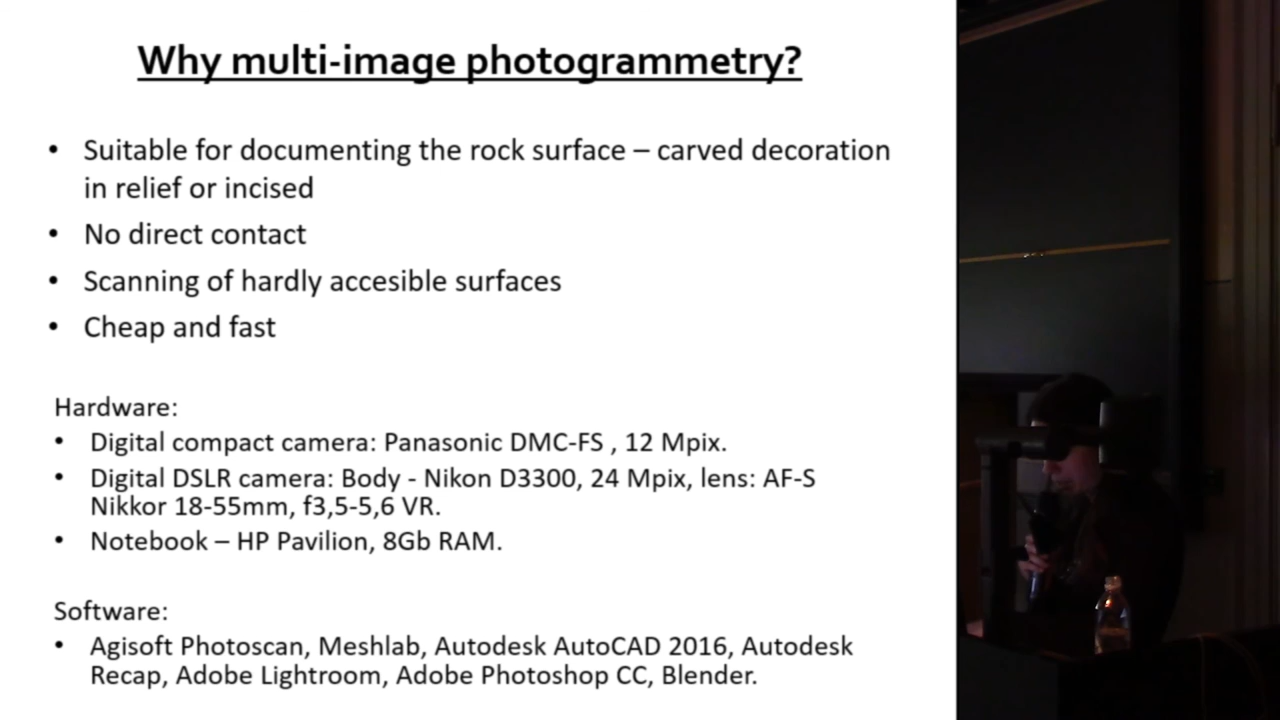 Why multi-image photogrammetry?
• Suitable for documenting the rock surface – carved decoration
in relief or incised
• No direct contact
• Scanning of hardly accesible surfaces
• Cheap and fast
Hardware:
• Digital compact camera: Panasonic DMC-FS , 12 Mpix.
• Digital DSLR camera: Body - Nikon D3300, 24 Mpix, lens: AF-S
Nikkor 18-55mm, f3,5-5,6 VR.
• Notebook – HP Pavilion, 8Gb RAM.
Software:
• Agisoft Photoscan, Meshlab, Autodesk AutoCAD 2016, Autodesk
Recap, Adobe Lightroom, Adobe Photoshop CC, Blender.